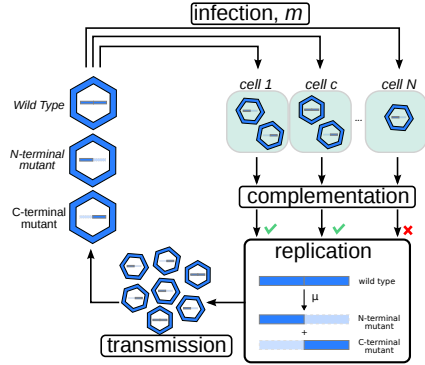 infection, m
cell 1 cell c cell N
...
Wild Type
N-terminal
mutant
C-terminal
mutant
complementation
replication
wild type
μ
N-terminal
mutant
+
C-terminal
mutant
transmission